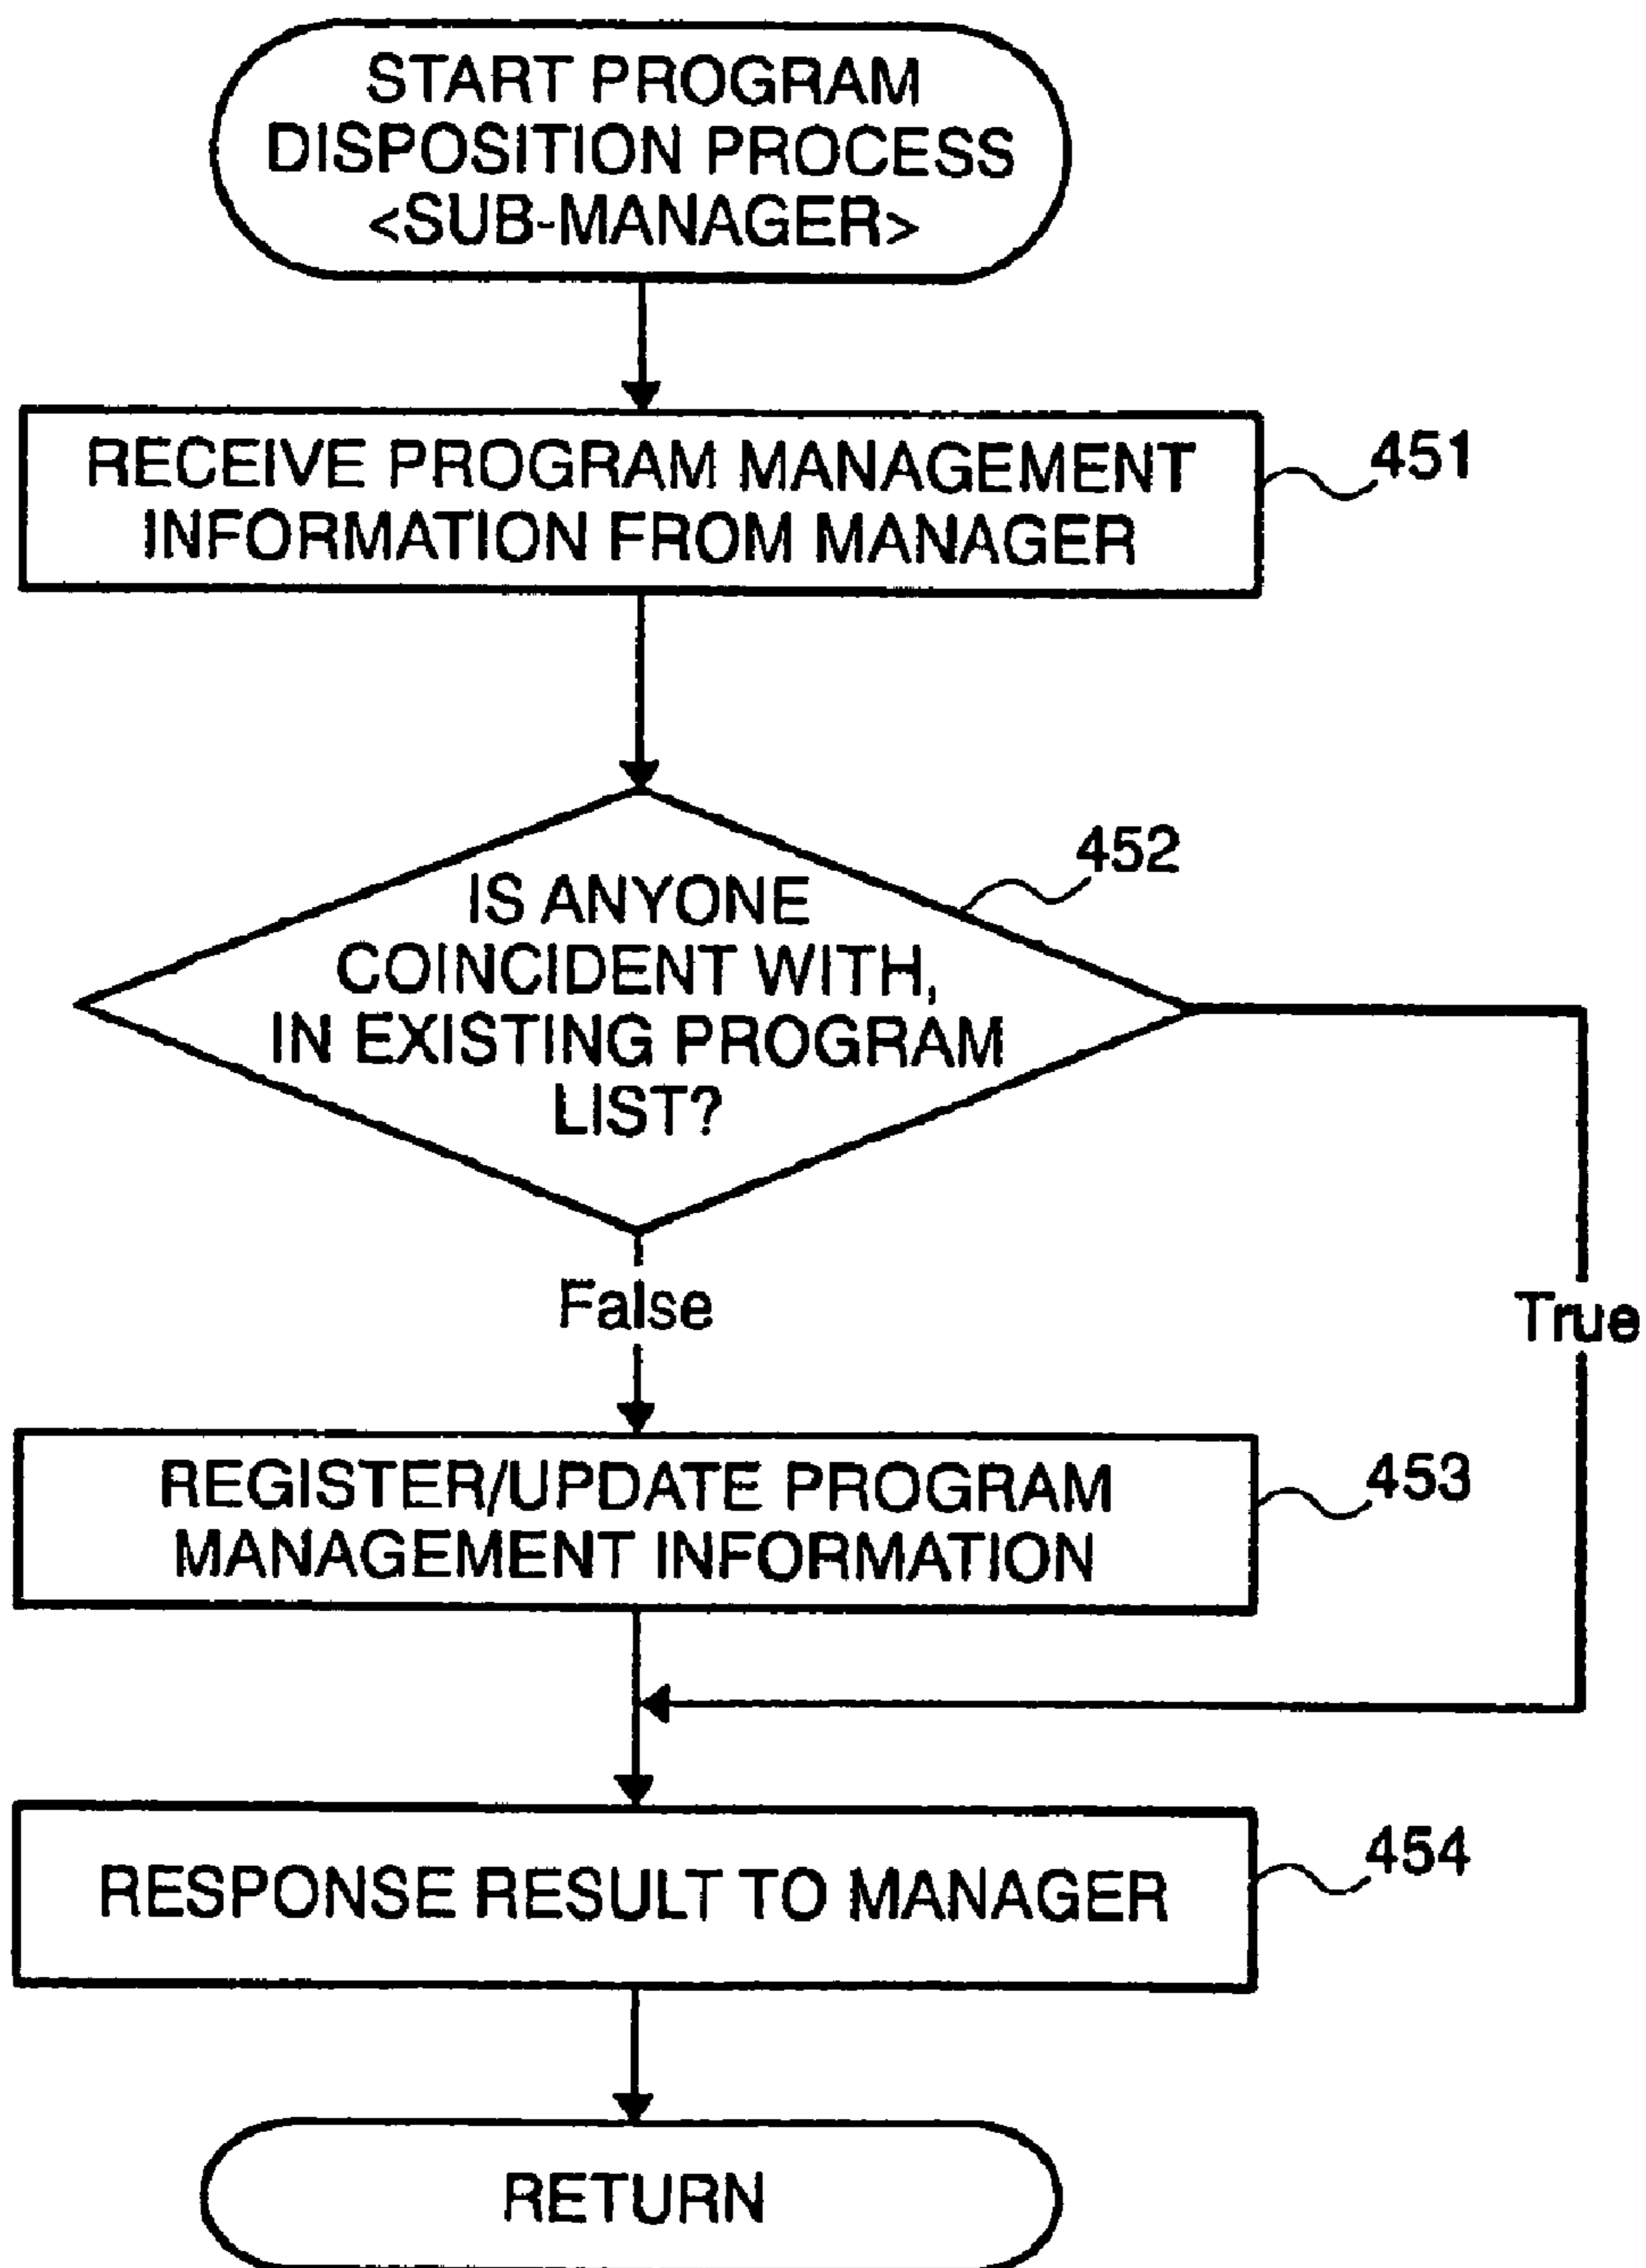 START PROGRAM
DISPOSITION PROCESS
<SUB-MANAGER>
RECEIVE PROGRAM MANAGEMENT
INFORMATION FROM MANAGER
451
IS ANYONE
COINCIDENT WITH,
IN EXISTING PROGRAM
LIST?
452
False
True
REGISTER/UPDATE PROGRAM
MANAGEMENT INFORMATION
453
RESPONSE RESULT TO MANAGER
454
RETURN